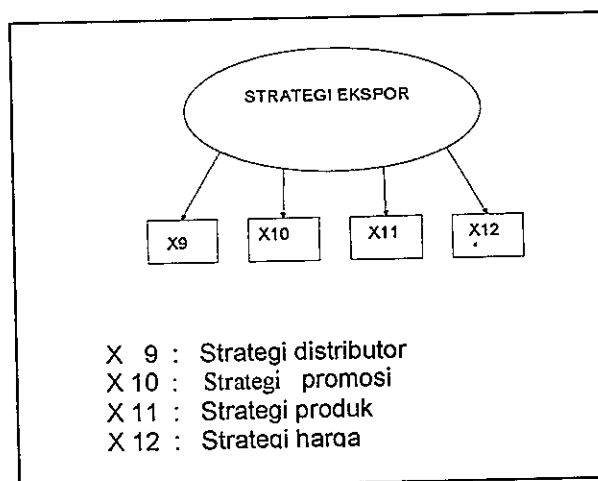 STRATEGI EKSPOR
X9 X10 X11 X12
X 9 : Strategi distributor
X 10 : Strategi promosi
X 11 : Strategi produk
X 12 : Strategi harga